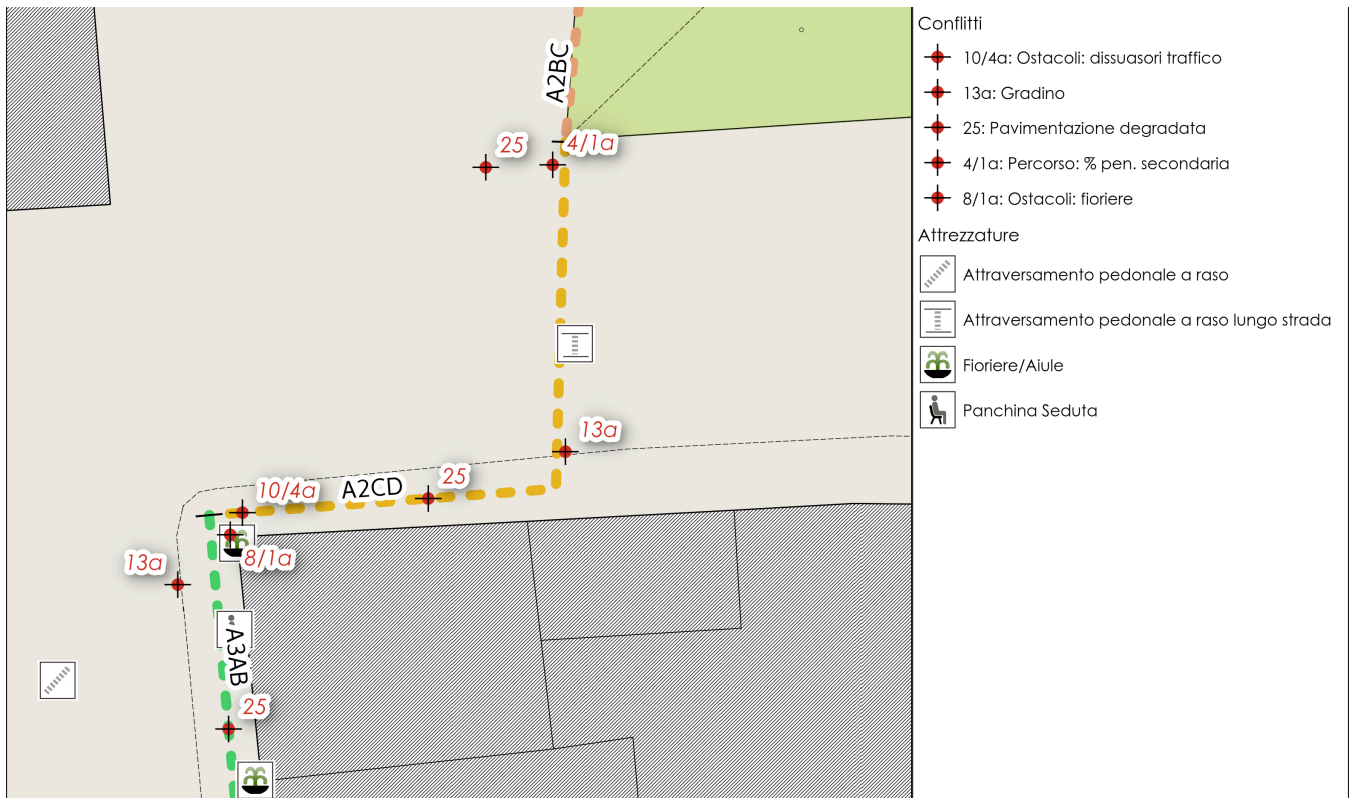 A2BC
25
4/1a
13a
25
A2CD
10/4a
8/1a
13a
A3AB
25
Conflitti
10/4a: Ostacoli: dissuasori traffico
13a: Gradino
25: Pavimentazione degradata
4/1a: Percorso: % pen. secondaria
8/1a: Ostacoli: fioriere
Attrezzature
Attraversamento pedonale a raso
Attraversamento pedonale a raso lungo strada
Fioriere/Aiule
Panchina Seduta